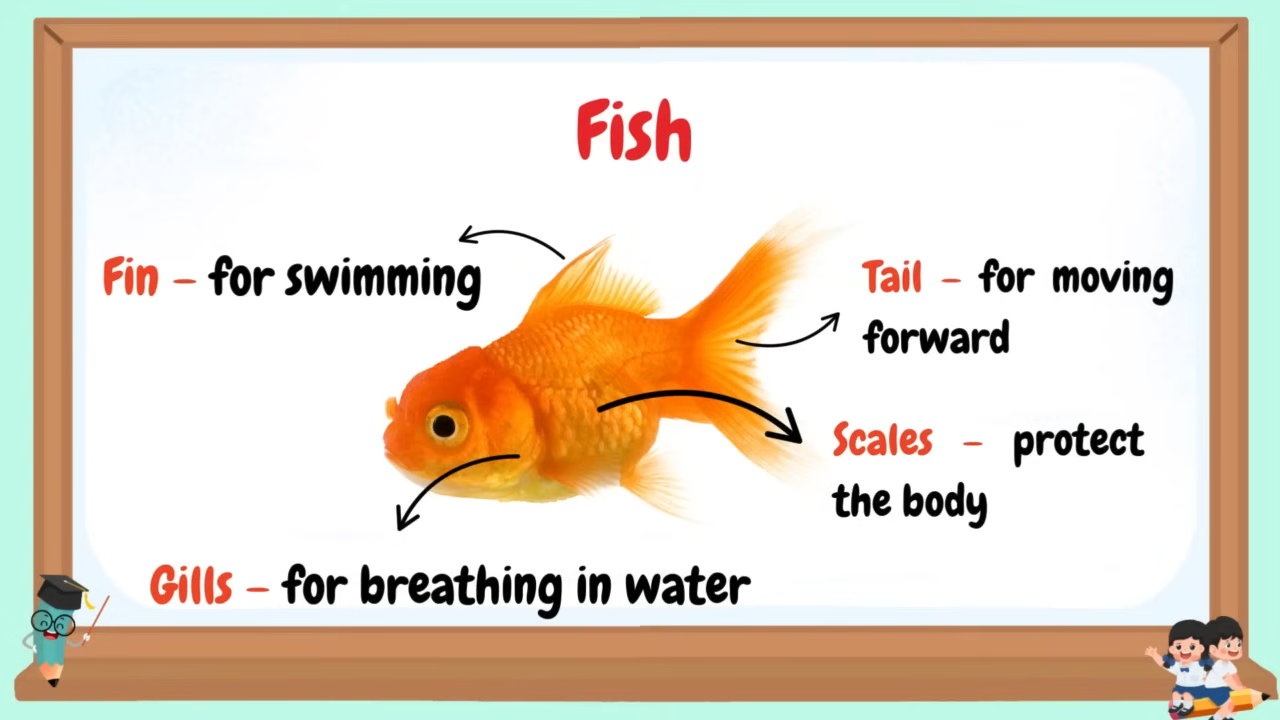 Fish
Fin – for swimming
Tail – for moving
forward
Scales – protect
the body
Gills – for breathing in water